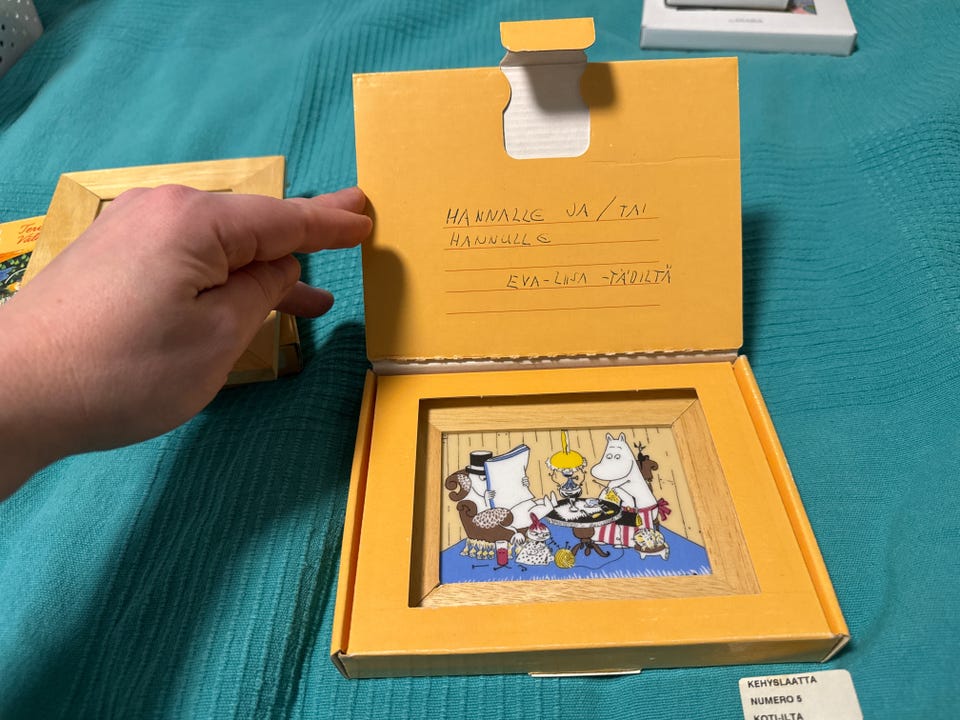 HANNALLE JA / TAI
HANNULLE
EVA-LIISA -TÄDILTÄ
KEHYSLAATTA
NUMERO 5
KOTI-ILTA